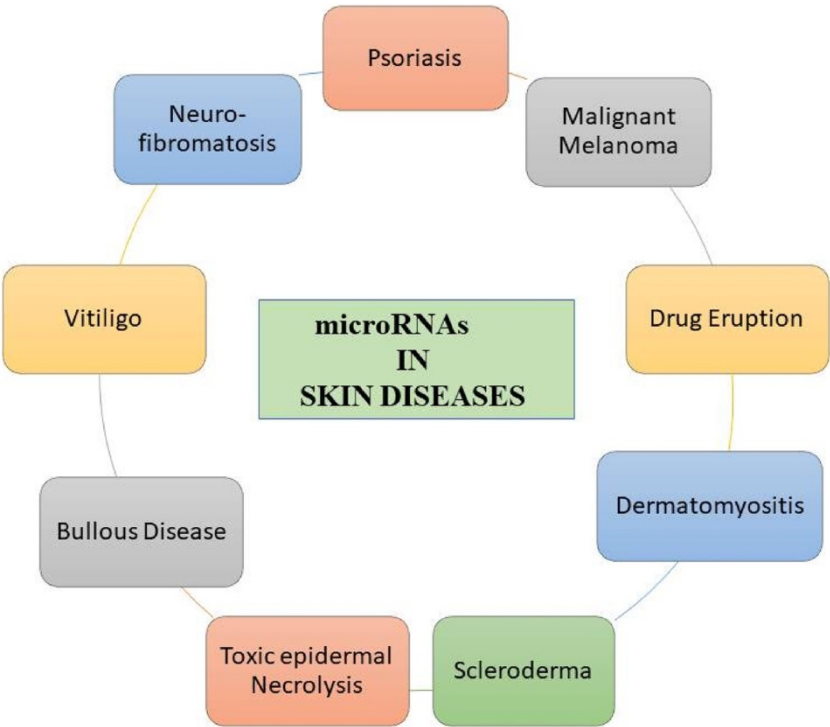 Psoriasis
Malignant
Melanoma
Drug Eruption
Dermatomyositis
Scleroderma
Toxic epidermal
Necrolysis
Bullous Disease
Vitiligo
Neuro-
fibromatosis
microRNAs
IN
SKIN DISEASES